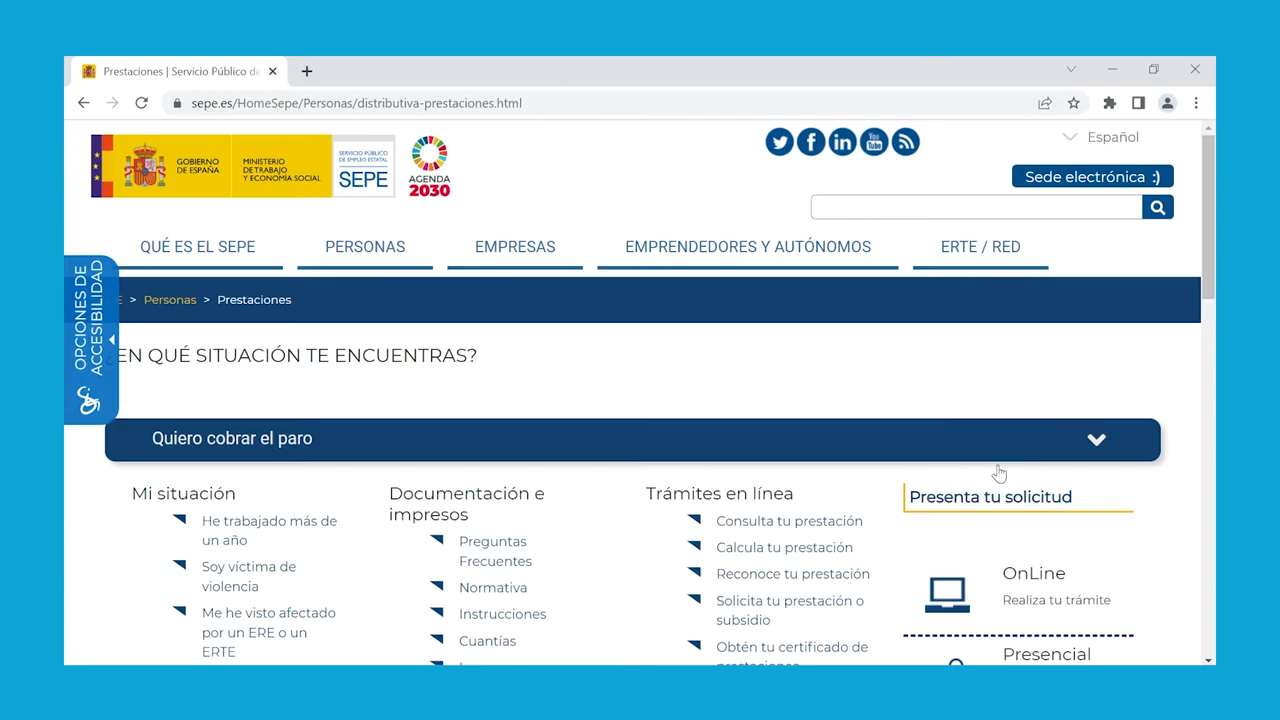 Prestaciones | Servicio Público de
sepe.es/HomeSepe/Personas/distributiva-prestaciones.html
GOBIERNO
DE ESPAÑA
MINISTERIO
DE TRABAJO
Y ECONOMÍA SOCIAL
SERVICIO PÚBLICO
DE EMPLEO ESTATAL
SEPE
AGENDA
2030
You
Tube
Español
Sede electrónica :)
QUÉ ES EL SEPE
PERSONAS
EMPRESAS
EMPRENDEDORES Y AUTÓNOMOS
ERTE / RED
OPCIONES DE
ACCESIBILIDAD
E > Personas > Prestaciones
¿EN QUÉ SITUACIÓN TE ENCUENTRAS?
Quiero cobrar el paro
Mi situación
He trabajado más de
un año
Soy víctima de
violencia
Me he visto afectado
por un ERE o un
ERTE
Documentación e
impresos
Preguntas
Frecuentes
Normativa
Instrucciones
Cuantías
Trámites en línea
Consulta tu prestación
Calcula tu prestación
Reconoce tu prestación
Solicita tu prestación o
subsidio
Obtén tu certificado de
prestaciones
Presenta tu solicitud
OnLine
Realiza tu trámite
Presencial